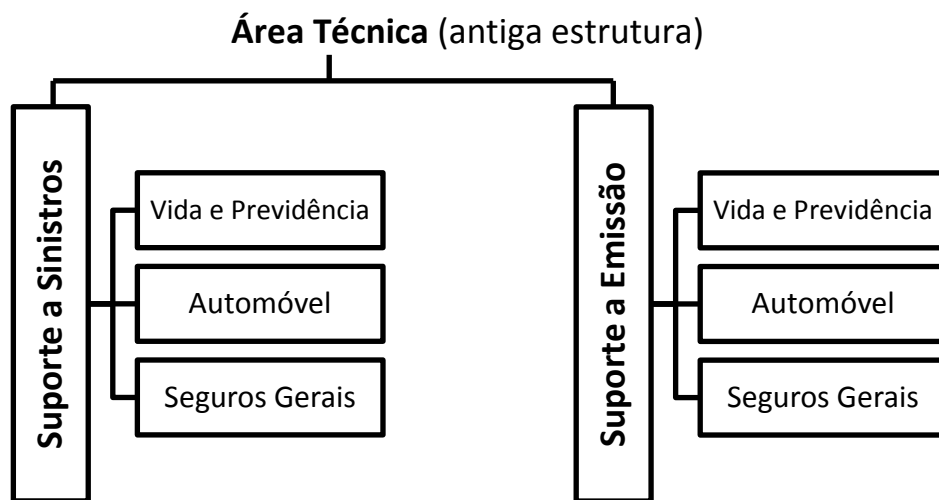 Área Técnica (antiga estrutura)
Suporte a Sinistros
Vida e Previdência
Automóvel
Seguros Gerais
Suporte a Emissão
Vida e Previdência
Automóvel
Seguros Gerais